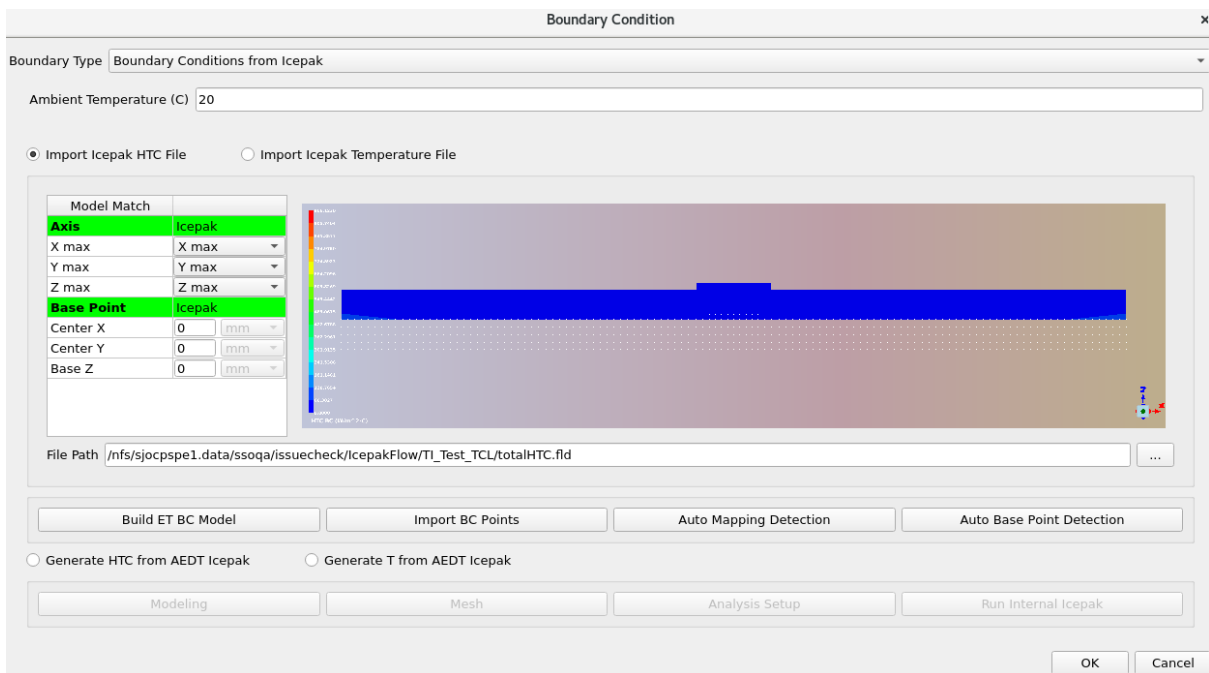 Boundary Condition
×
Boundary Type Boundary Conditions from Icepak
Ambient Temperature (C) 20
Import Icepak HTC File Import Icepak Temperature File
Model Match
Axis Icepak
X max X max
Y max Y max
Z max Z max
Base Point Icepak
Center X 0 mm
Center Y 0 mm
Base Z 0 mm
File Path /nfs/sjocpspe1.data/ssoqa/issuecheck/IcepakFlow/TI_Test_TCL/totalHTC.fld ...
Build ET BC Model Import BC Points Auto Mapping Detection Auto Base Point Detection
Generate HTC from AEDT Icepak Generate T from AEDT Icepak
Modeling Mesh Analysis Setup Run Internal Icepak
OK Cancel